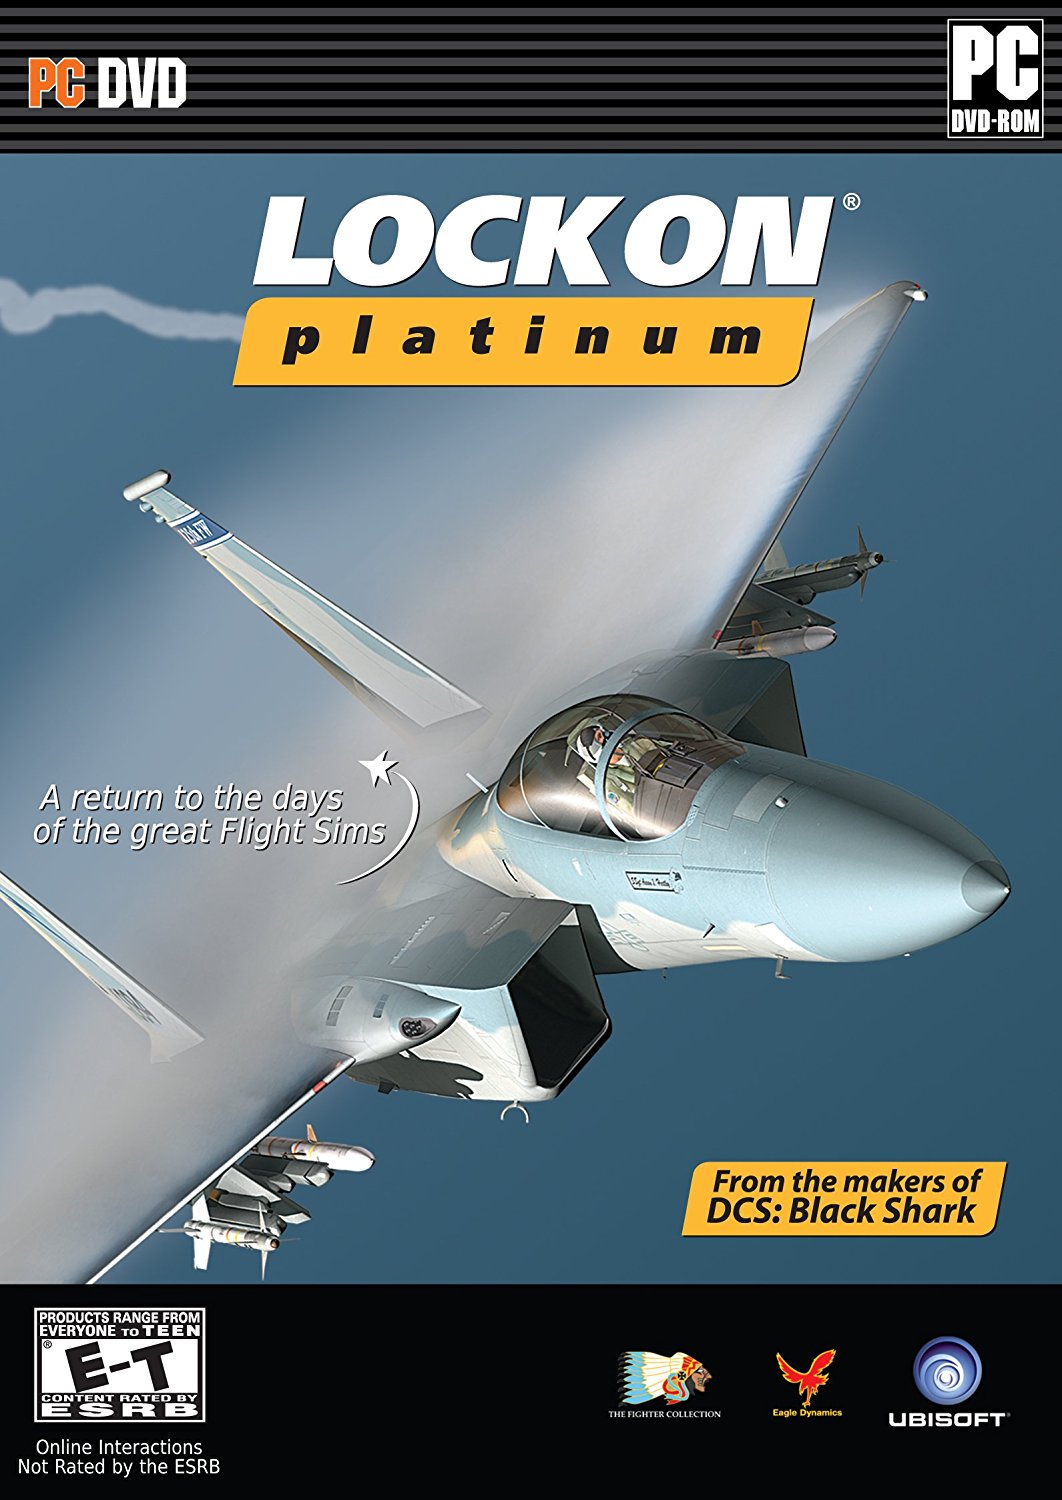 PC DVD
PC
DVD-ROM
LOCK ON®
platinum
A return to the days
of the great Flight Sims
From the makers of
DCS: Black Shark
PRODUCTS RANGE FROM
EVERYONE TO TEEN
E-T
®
CONTENT RATED BY
ESRB
Online Interactions
Not Rated by the ESRB
THE FIGHTER COLLECTION
Eagle Dynamics
UBISOFT®